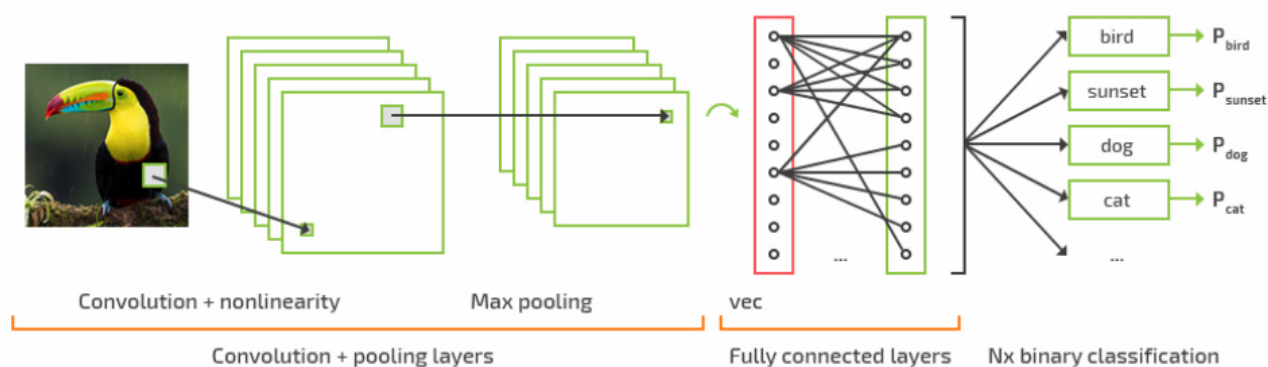 bird
P_bird
sunset
P_sunset
dog
P_dog
cat
P_cat
...
...
Convolution + nonlinearity
Max pooling
vec
Convolution + pooling layers
Fully connected layers
Nx binary classification